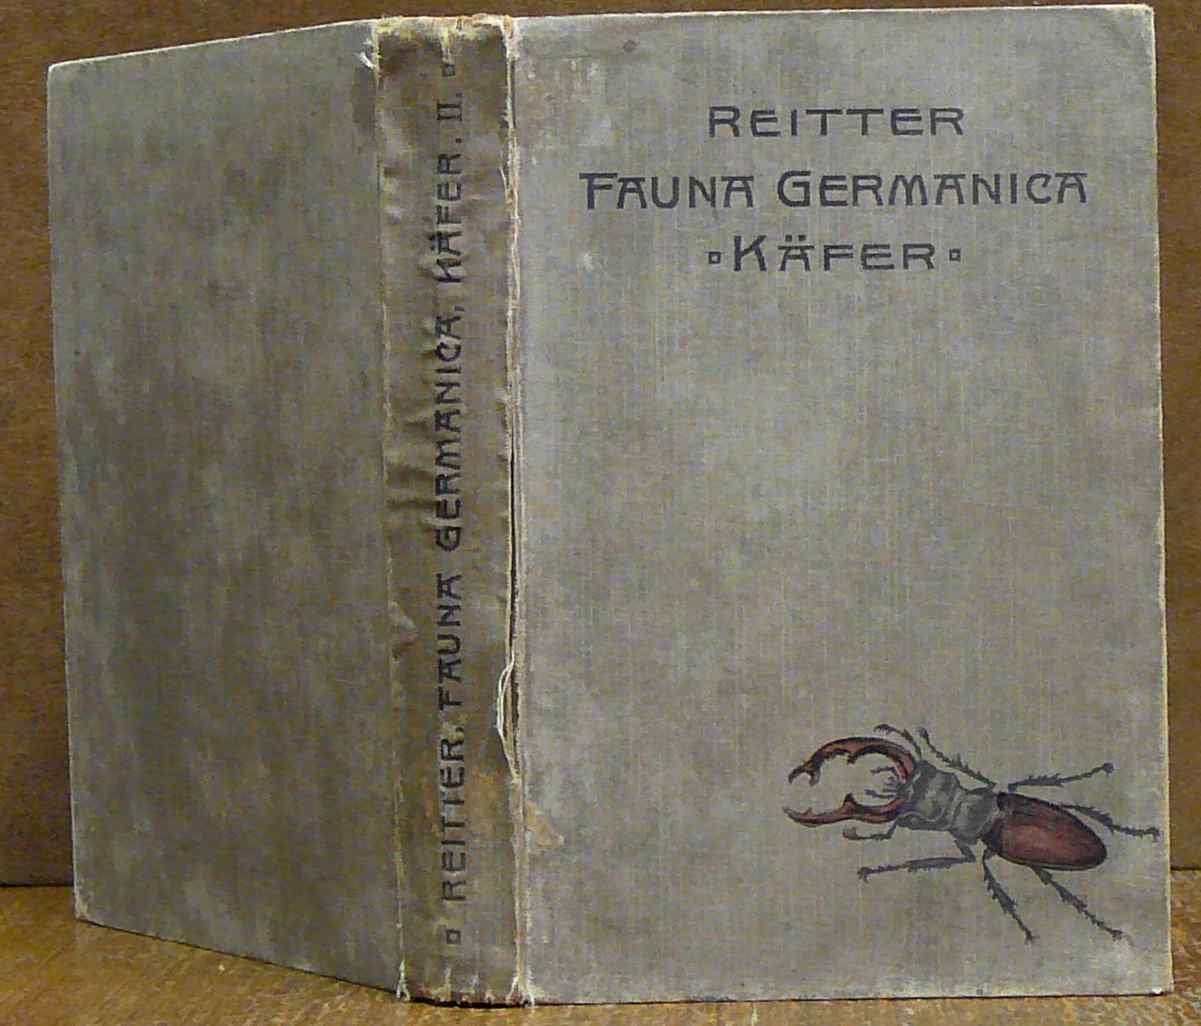 REITTER
FAUNA GERMANICA
▫KÄFER▫
▫ REITTER, FAUNA GERMANICA, KÄFER. II. ▫